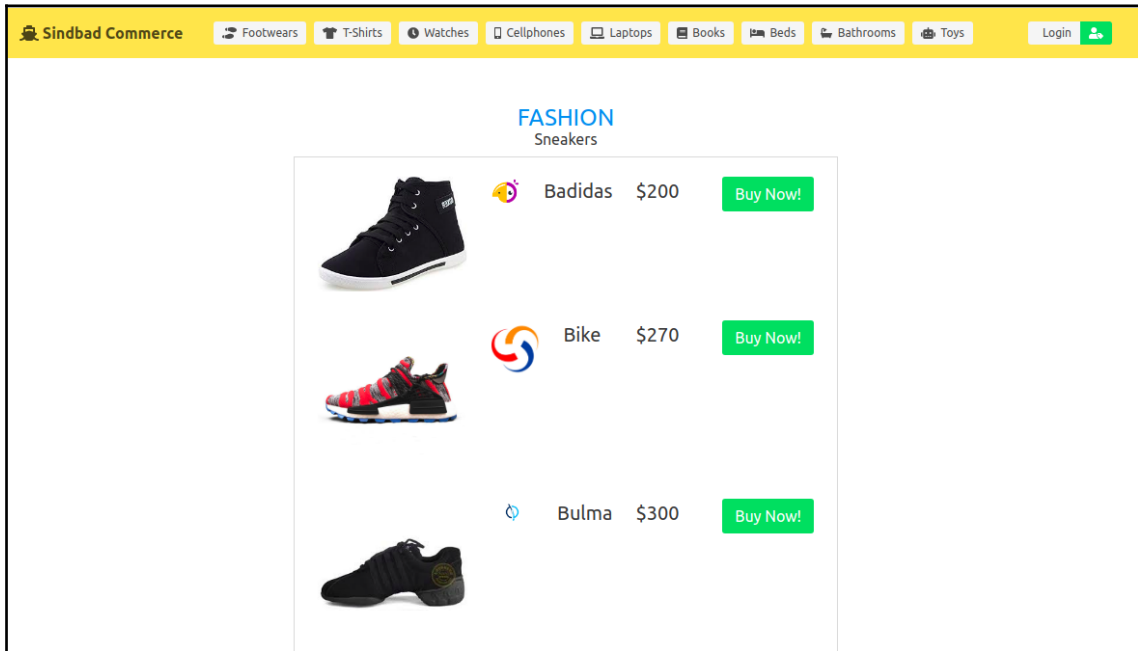 Sindbad Commerce Footwears T-Shirts Watches Cellphones Laptops Books Beds Bathrooms Toys Login
FASHION
Sneakers
Badidas $200 Buy Now!
Bike $270 Buy Now!
Bulma $300 Buy Now!